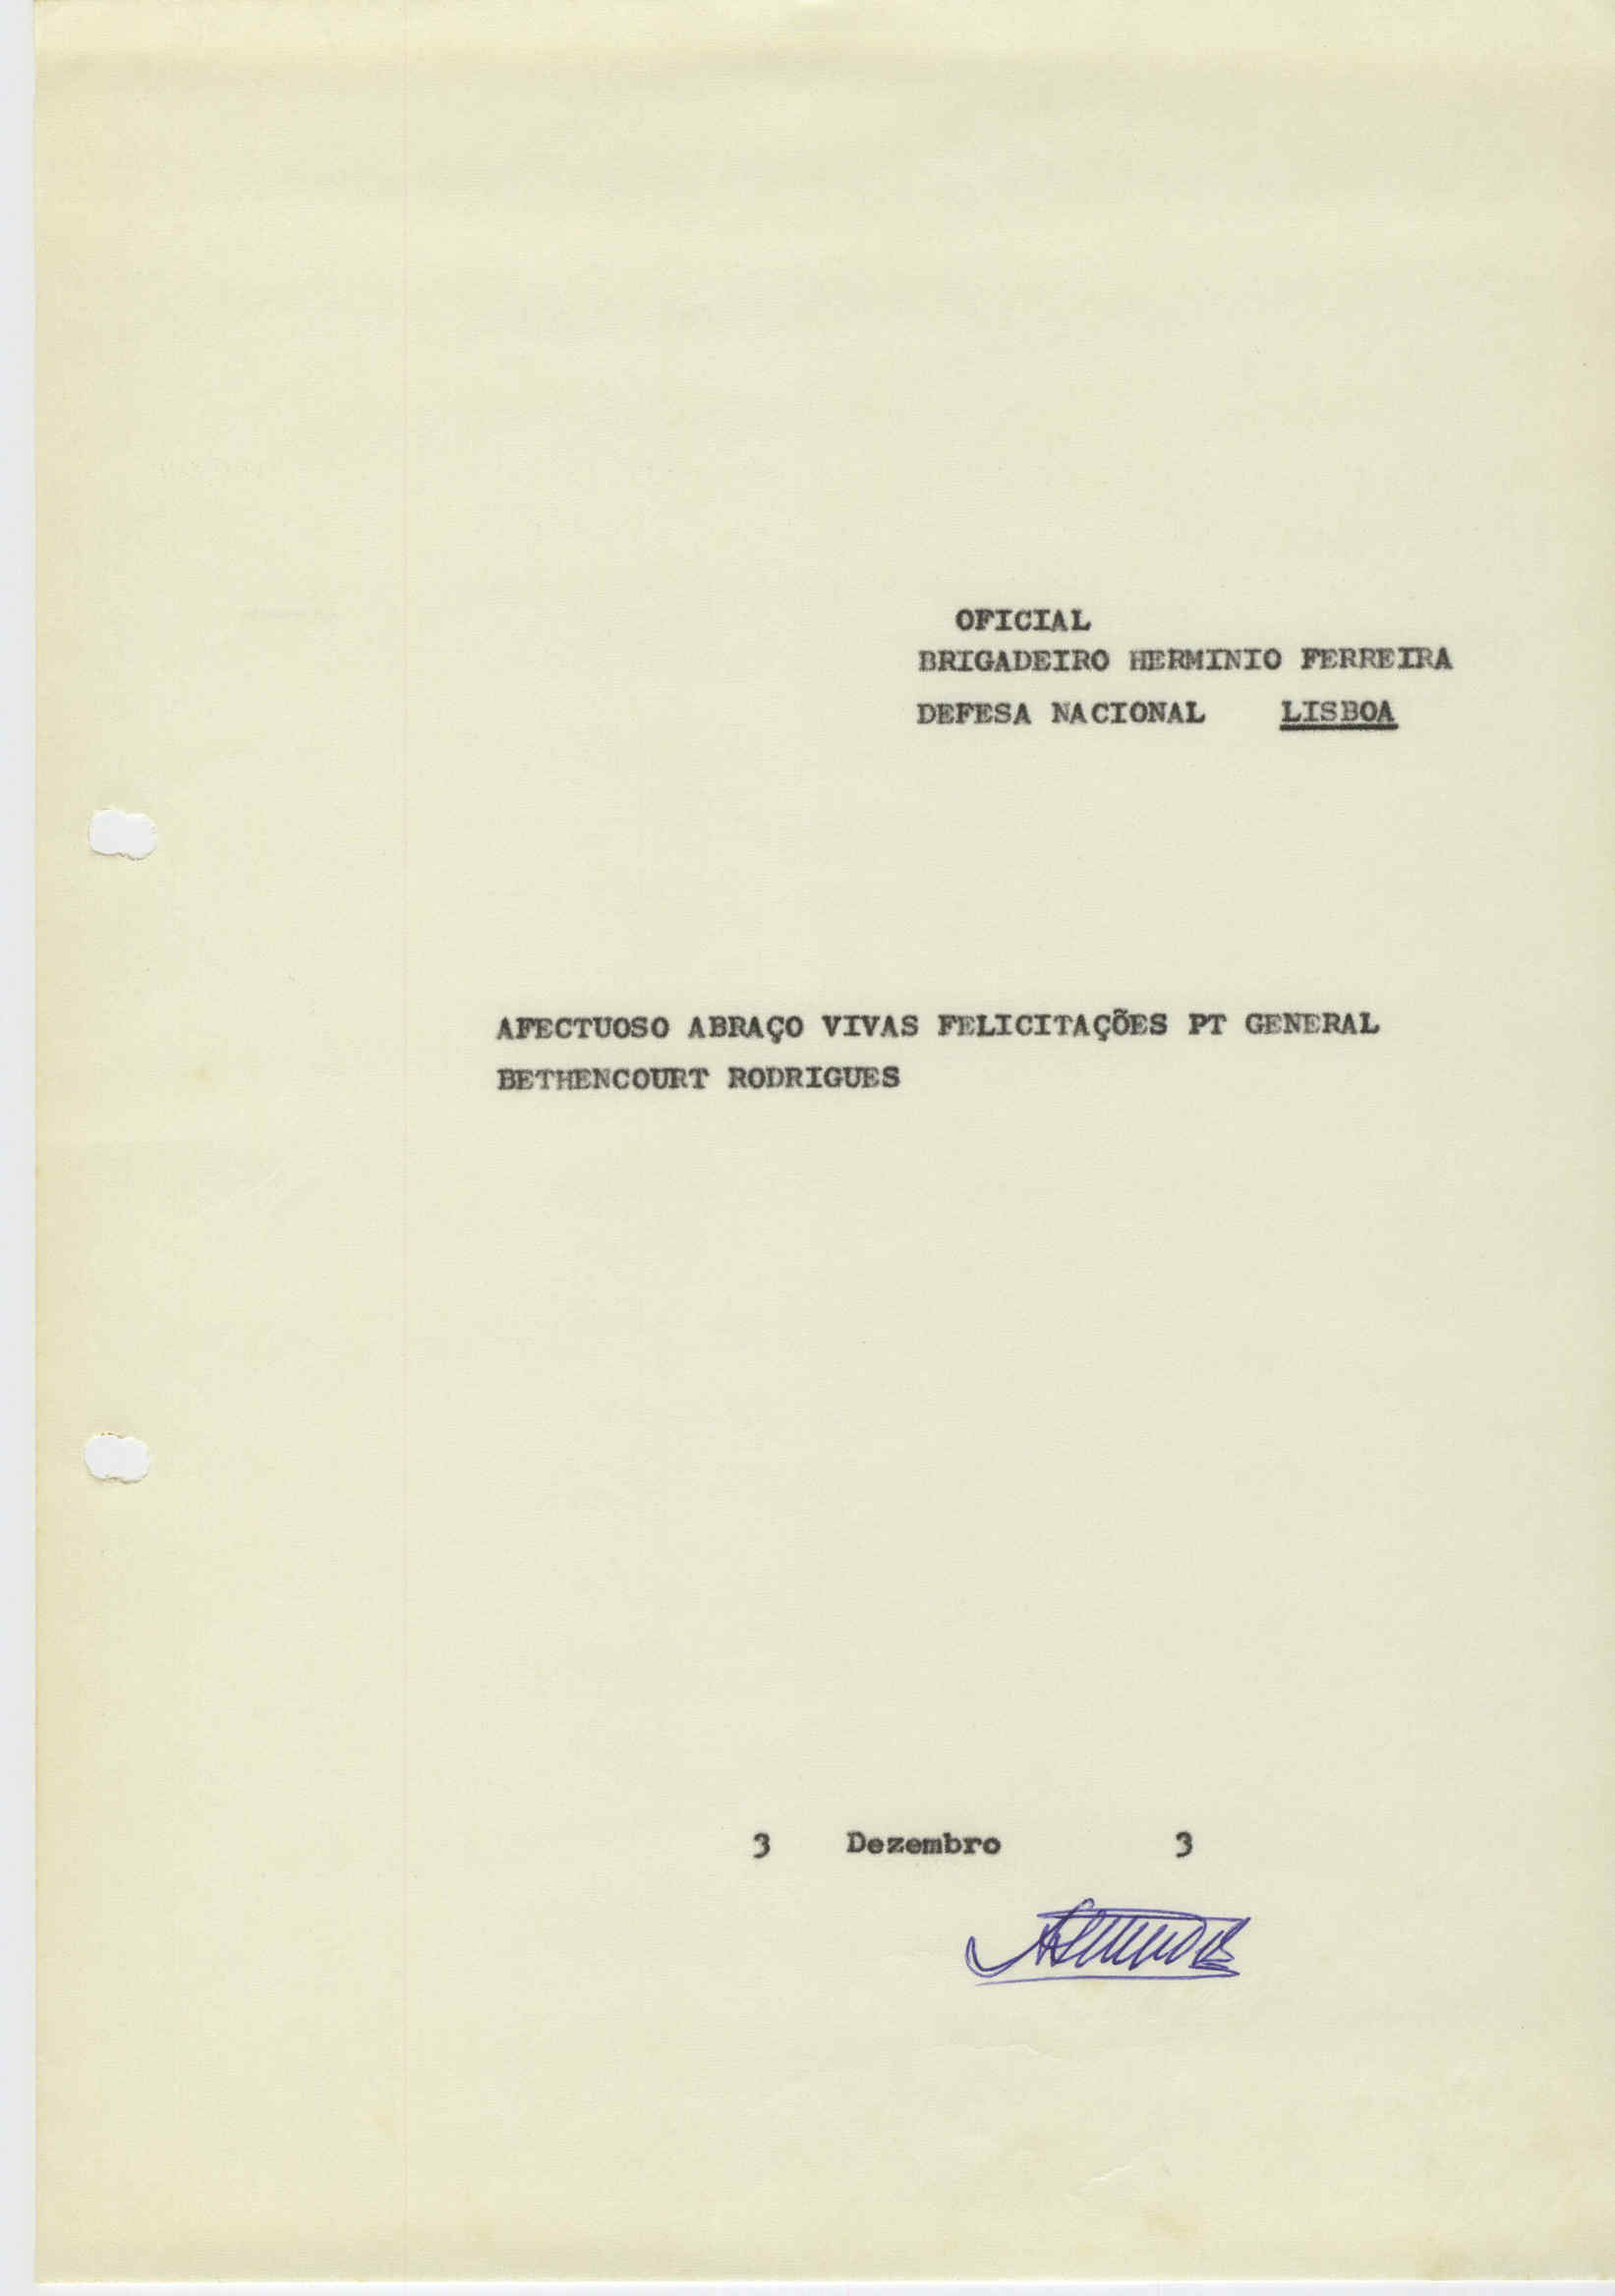 OFICIAL
BRIGADEIRO HERMINIO FERREIRA
DEFESA NACIONAL LISBOA
AFECTUOSO ABRAÇO VIVAS FELICITAÇÕES PT GENERAL
BETHENCOURT RODRIGUES
3 Dezembro 3